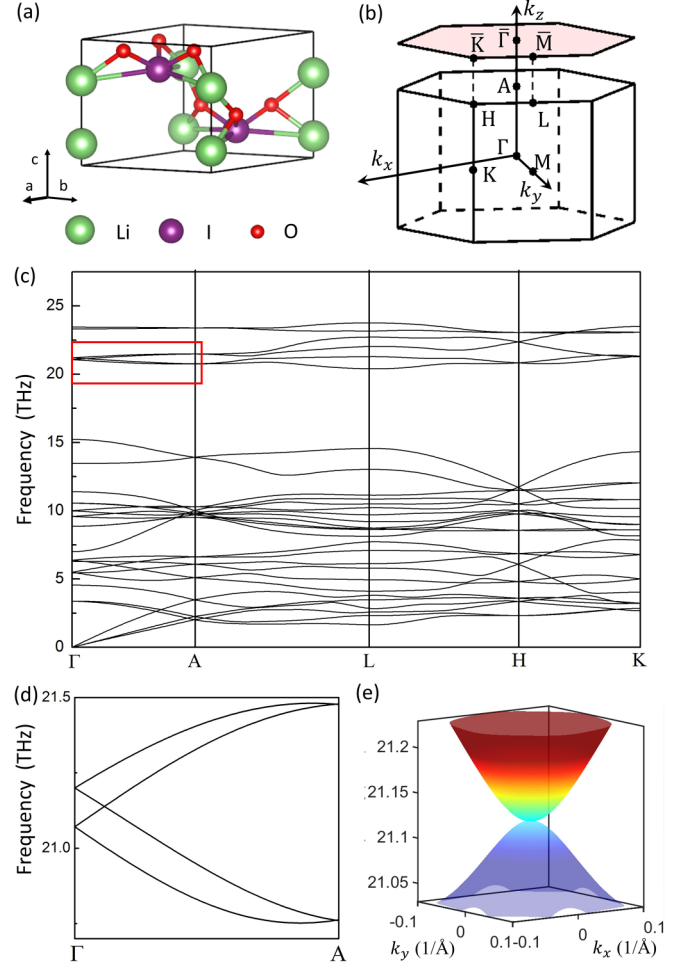 (a)
c
a
b
Li
I
O
(b)
k_z
K̅
Γ̅
M̅
A
H
L
Γ
k_x
K
M
k_y
(c)
Frequency (THz)
25
20
15
10
5
0
Γ
A
L
H
K
(d)
Frequency (THz)
21.5
21.0
Γ
A
(e)
21.2
21.15
21.1
21.05
-0.1
0
0.1
-0.1
0
0.1
k_y (1/Å)
k_x (1/Å)